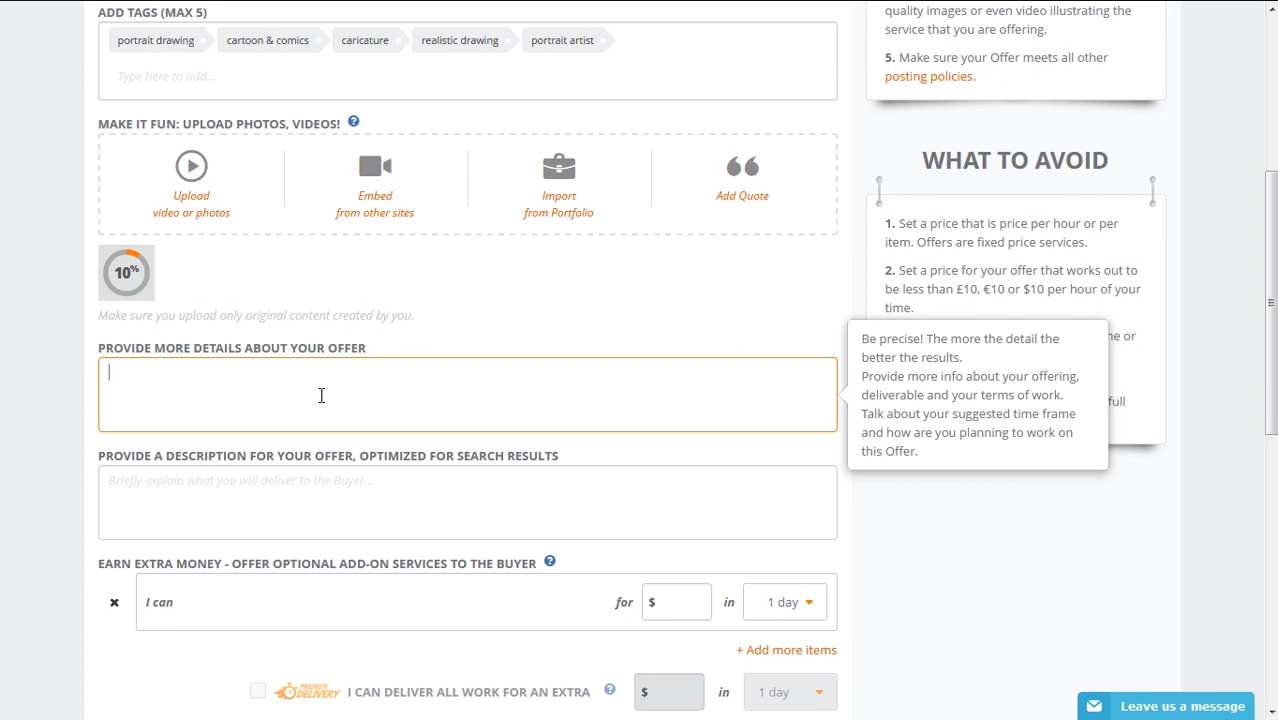 ADD TAGS (MAX 5)
portrait drawing
cartoon & comics
caricature
realistic drawing
portrait artist
Type here to add...
MAKE IT FUN: UPLOAD PHOTOS, VIDEOS! ?
Upload
video or photos
Embed
from other sites
Import
from Portfolio
Add Quote
10%
Make sure you upload only original content created by you.
PROVIDE MORE DETAILS ABOUT YOUR OFFER
PROVIDE A DESCRIPTION FOR YOUR OFFER, OPTIMIZED FOR SEARCH RESULTS
Briefly explain what you will deliver to the Buyer...
EARN EXTRA MONEY - OFFER OPTIONAL ADD-ON SERVICES TO THE BUYER ?
I can for $ in 1 day
+ Add more items
PRIORITY DELIVERY I CAN DELIVER ALL WORK FOR AN EXTRA ? $ in 1 day
quality images or even video illustrating the
service that you are offering.
5. Make sure your Offer meets all other
posting policies.
WHAT TO AVOID
1. Set a price that is price per hour or per
item. Offers are fixed price services.
2. Set a price for your offer that works out to
be less than £10, €10 or $10 per hour of your
time.
Be precise! The more the detail the
better the results.
Provide more info about your offering,
deliverable and your terms of work.
Talk about your suggested time frame
and how are you planning to work on
this Offer.
Leave us a message